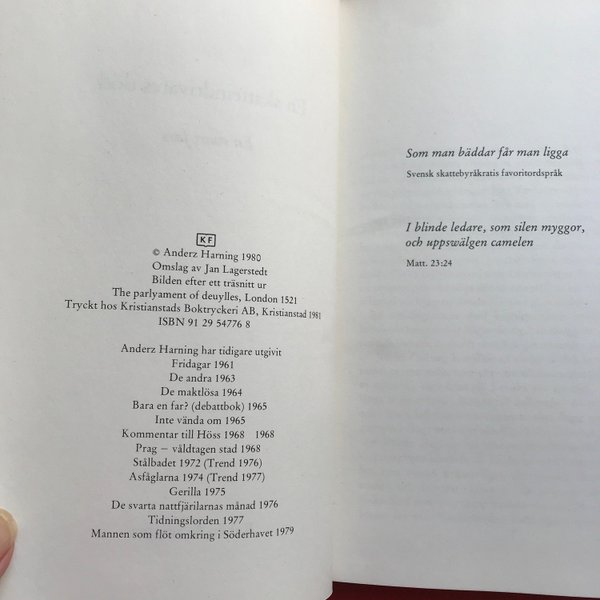 KF
© Anderz Harning 1980
Omslag av Jan Lagerstedt
Bilden efter ett träsnitt ur
The parlyament of deuylles, London 1521
Tryckt hos Kristianstads Boktryckeri AB, Kristianstad 1981
ISBN 91 29 54776 8
Anderz Harning har tidigare utgivit
Fridagar 1961
De andra 1963
De maktlösa 1964
Bara en far? (debattbok) 1965
Inte vända om 1965
Kommentar till Höss 1968 1968
Prag – våldtagen stad 1968
Stålbadet 1972 (Trend 1976)
Asfåglarna 1974 (Trend 1977)
Gerilla 1975
De svarta nattfjärilarnas månad 1976
Tidningslorden 1977
Mannen som flöt omkring i Söderhavet 1979
Som man bäddar får man ligga
Svensk skattebyråkratis favoritordspråk
I blinde ledare, som silen myggor,
och uppswälgen camelen
Matt. 23:24